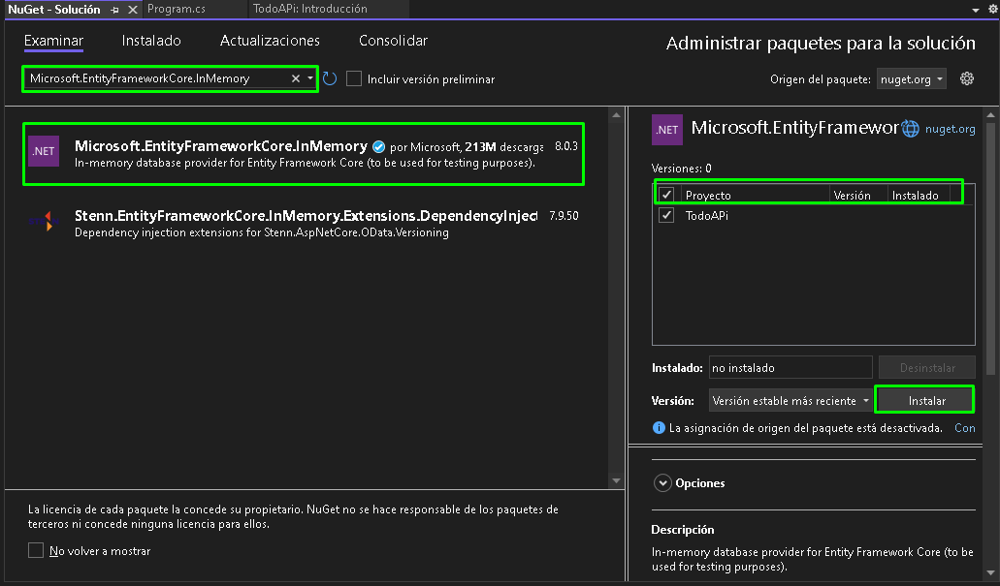 NuGet - Solución
Program.cs
TodoAPi: Introducción
Examinar
Instalado
Actualizaciones
Consolidar
Administrar paquetes para la solución
Microsoft.EntityFrameworkCore.InMemory
Incluir versión preliminar
Origen del paquete:
nuget.org
.NET
Microsoft.EntityFrameworkCore.InMemory por Microsoft, 213M descarga
8.0.3
In-memory database provider for Entity Framework Core (to be used for testing purposes).
Stenn.EntityFrameworkCore.InMemory.Extensions.DependencyInject
7.9.50
Dependency injection extensions for Stenn.AspNetCore.OData.Versioning
La licencia de cada paquete la concede su propietario. NuGet no se hace responsable de los paquetes de
terceros ni concede ninguna licencia para ellos.
No volver a mostrar
.NET
Microsoft.EntityFramewor
nuget.org
Versiones: 0
Proyecto
Versión
Instalado
TodoAPi
Instalado:
no instalado
Desinstalar
Versión:
Versión estable más reciente
Instalar
La asignación de origen del paquete está desactivada.
Con
Opciones
Descripción
In-memory database provider for Entity Framework Core (to be
used for testing purposes).